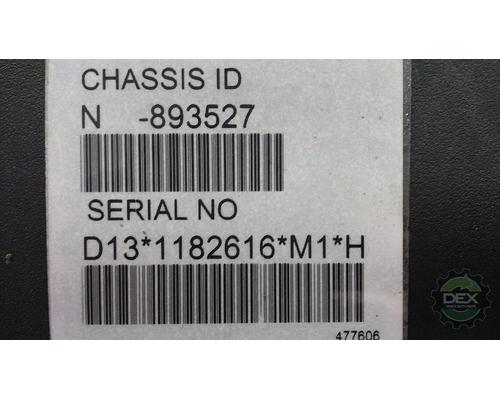 CHASSIS ID
N -893527
SERIAL NO
D13*1182616*M1*H
477606
DEX